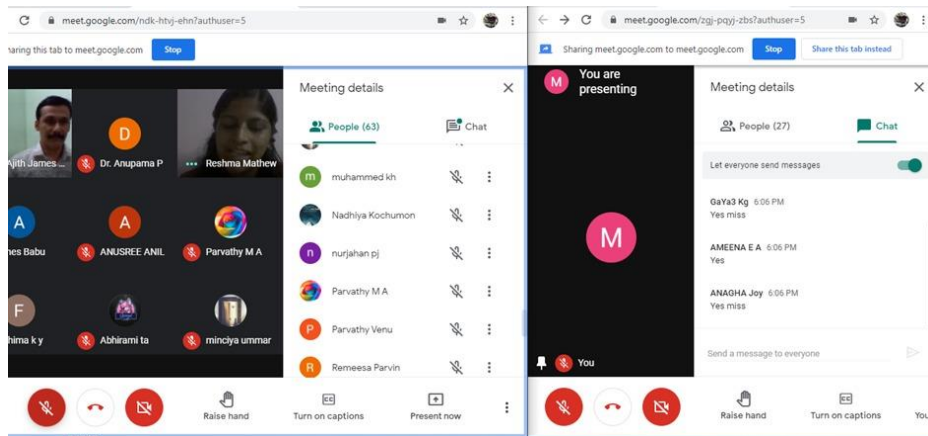 meet.google.com/ndk-htvj-ehn?authuser=5
haring this tab to meet.google.com Stop
Ajith James ...
D
Dr. Anupama P
Reshma Mathew
A
nes Babu
A
ANUSREE ANIL
Parvathy M A
F
hima k y
Abhirami ta
minciya ummar
Meeting details
People (63)
Chat
m muhammed kh
Nadhiya Kochumon
n nurjahan pj
Parvathy M A
P Parvathy Venu
R Remeesa Parvin
Raise hand
CC
Turn on captions
Present now
meet.google.com/zgj-pqyj-zbs?authuser=5
Sharing meet.google.com to meet.google.com Stop Share this tab instead
M
You are
presenting
M
You
Meeting details
People (27)
Chat
Let everyone send messages
GaYa3 Kg 6:06 PM
Yes miss
AMEENA E A 6:06 PM
Yes
ANAGHA Joy 6:06 PM
Yes miss
Send a message to everyone
Raise hand
CC
Turn on captions
You